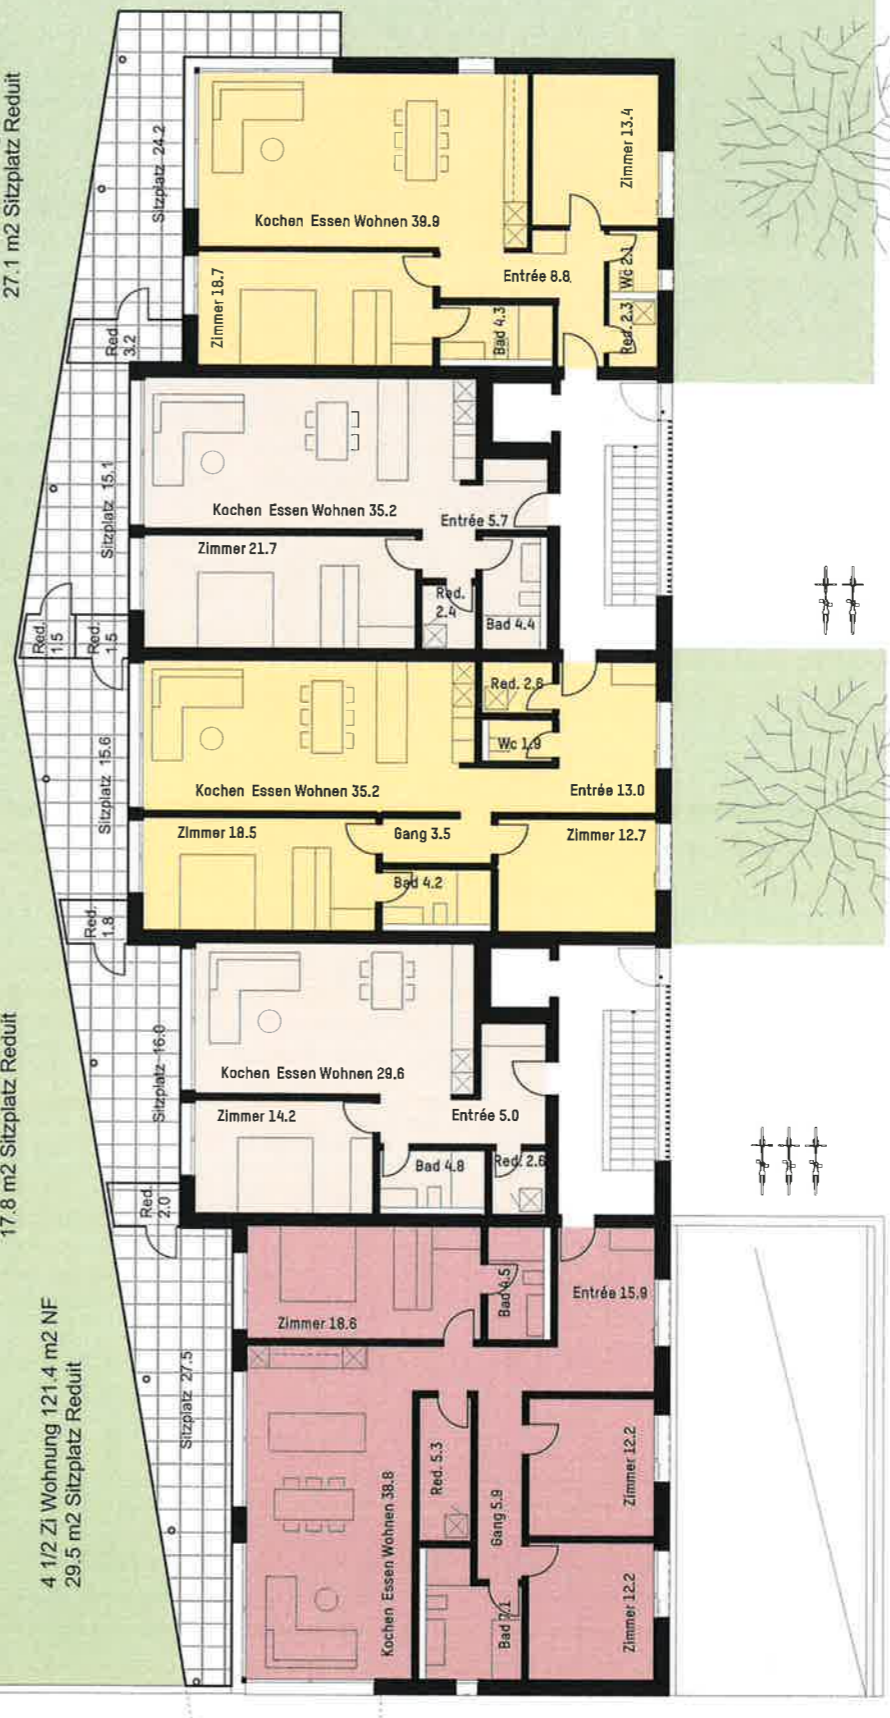 27.1 m2 Sitzplatz Reduit
Sitzplatz 24.2
Kochen Essen Wohnen 39.9
Zimmer 13.4
Zimmer 18.7
Entrée 8.8
Wc 2.1
Red. 2.3
Bad 4.3
Red.
3.2
Sitzplatz 15.1
Kochen Essen Wohnen 35.2
Entrée 5.7
Zimmer 21.7
Red.
2.4
Bad 4.4
Red.
1.5
Red.
1.5
Sitzplatz 15.6
Kochen Essen Wohnen 35.2
Red. 2.6
Wc 1.9
Entrée 13.0
Zimmer 18.5
Gang 3.5
Zimmer 12.7
Bad 4.2
Red.
1.8
17.8 m2 Sitzplatz Reduit
Sitzplatz 16.0
Kochen Essen Wohnen 29.6
Zimmer 14.2
Entrée 5.0
Bad 4.8
Red. 2.6
Red.
2.0
4 1/2 Zi Wohnung 121.4 m2 NF
29.5 m2 Sitzplatz Reduit
Sitzplatz 27.5
Zimmer 18.6
Bad 4.5
Entrée 15.9
Kochen Essen Wohnen 38.8
Red. 5.3
Gang 5.9
Zimmer 12.2
Bad 7.1
Zimmer 12.2